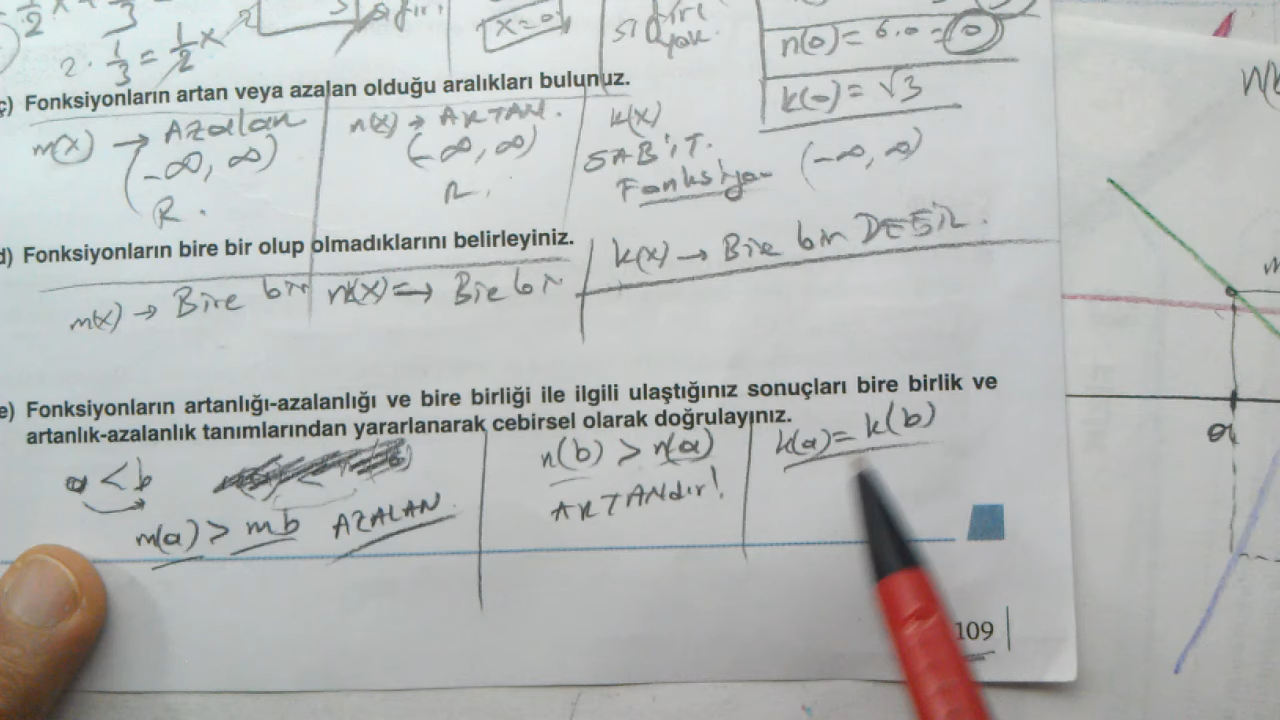 2. 1/3 = 1/2 x
x=0
n(0) = 6.0 = 0
k(0) = √3
ç) Fonksiyonların artan veya azalan olduğu aralıkları bulunuz.
m(x) → Azalan
(-∞, ∞)
R.
n(x) → ARTAN.
(-∞, ∞)
R.
k(x)
SABİT.
Fonksiyon (-∞, ∞)
d) Fonksiyonların bire bir olup olmadıklarını belirleyiniz.
m(x) → Bire bir
n(x) → Bire bir
k(x) → Bire bir DEĞİL.
e) Fonksiyonların artanlığı-azalanlığı ve bire birliği ile ilgili ulaştığınız sonuçları bire birlik ve
artanlık-azalanlık tanımlarından yararlanarak cebirsel olarak doğrulayınız.
a < b
m(a) > mb AZALAN
n(b) > n(a)
ARTANdır!
k(a) = k(b)
109
a